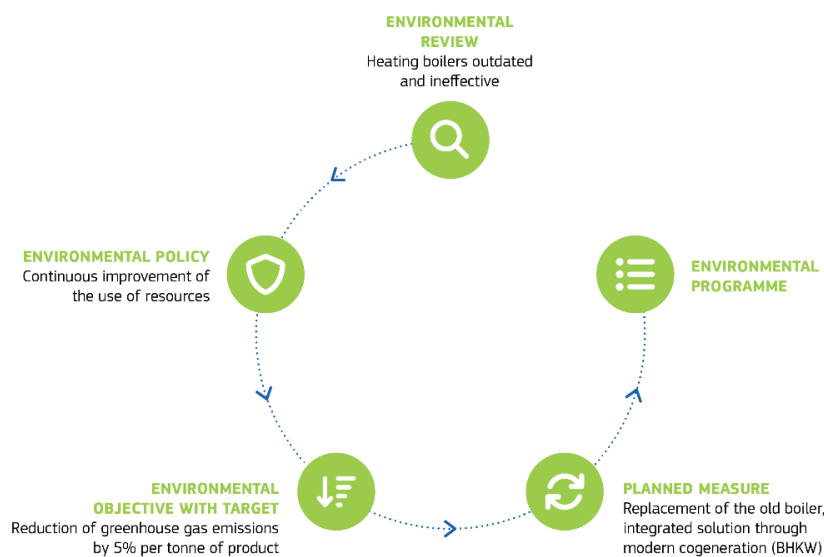 ENVIRONMENTAL
REVIEW
Heating boilers outdated
and ineffective
ENVIRONMENTAL POLICY
Continuous improvement of
the use of resources
ENVIRONMENTAL
PROGRAMME
ENVIRONMENTAL
OBJECTIVE WITH TARGET
Reduction of greenhouse gas emissions
by 5% per tonne of product
PLANNED MEASURE
Replacement of the old boiler,
integrated solution through
modern cogeneration (BHKW)